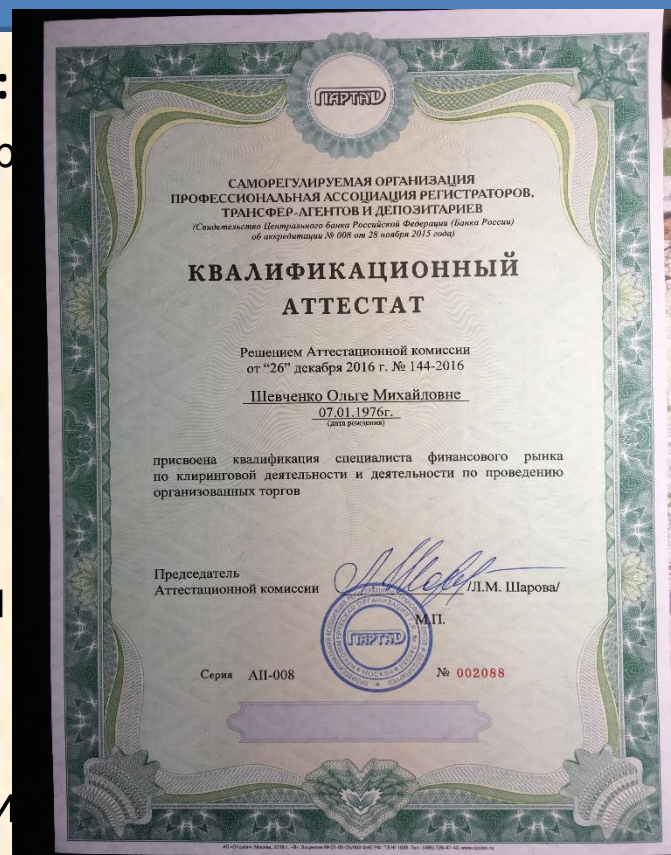 :
р
ПАРТАД
САМОРЕГУЛИРУЕМАЯ ОРГАНИЗАЦИЯ
ПРОФЕССИОНАЛЬНАЯ АССОЦИАЦИЯ РЕГИСТРАТОРОВ,
ТРАНСФЕР-АГЕНТОВ И ДЕПОЗИТАРИЕВ
(Свидетельство Центрального банка Российской Федерации (Банка России)
об аккредитации № 008 от 28 ноября 2015 года)
КВАЛИФИКАЦИОННЫЙ
АТТЕСТАТ
Решением Аттестационной комиссии
от “26” декабря 2016 г. № 144-2016
Шевченко Ольге Михайловне
07.01.1976г.
(дата рождения)
присвоена квалификация специалиста финансового рынка
по клиринговой деятельности и деятельности по проведению
организованных торгов
Председатель
Аттестационной комиссии /Л.М. Шарова/
М.П.
ПАРТАД
МОСКВА
Серия АП-008 № 002088
и